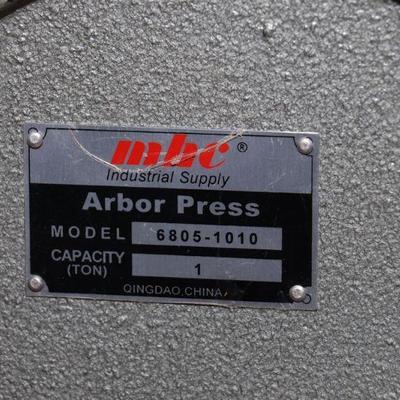 mhc®
Industrial Supply
Arbor Press
MODEL 6805-1010
CAPACITY
(TON) 1
QINGDAO,CHINA